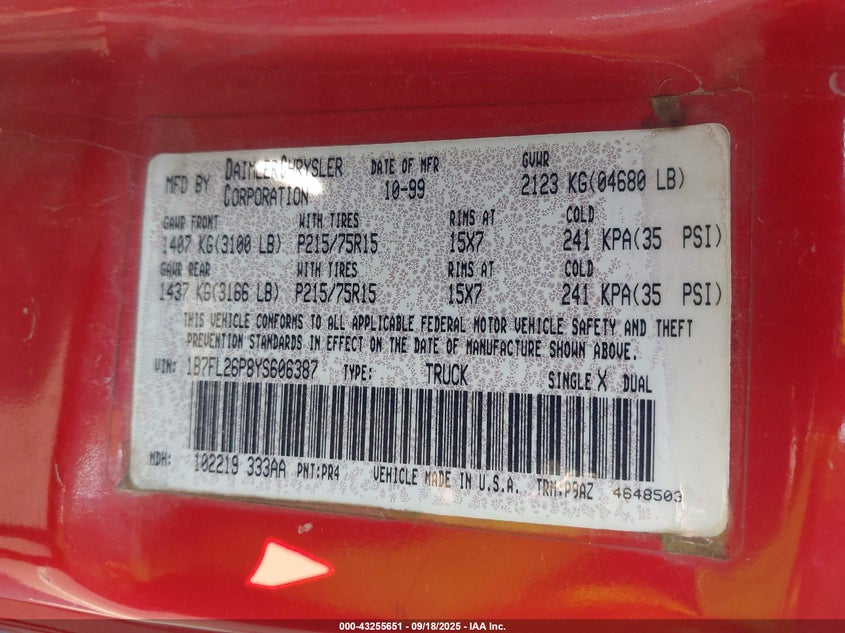 MFD BY DAIMLERCHRYSLER CORPORATION DATE OF MFR 10-99 GVWR 2123 KG(04680 LB)
GAWR FRONT WITH TIRES RIMS AT COLD
1407 KG(3100 LB) P215/75R15 15X7 241 KPA(35 PSI)
GAWR REAR WITH TIRES RIMS AT COLD
1437 KG(3166 LB) P215/75R15 15X7 241 KPA(35 PSI)
THIS VEHICLE CONFORMS TO ALL APPLICABLE FEDERAL MOTOR VEHICLE SAFETY AND THEFT
PREVENTION STANDARDS IN EFFECT ON THE DATE OF MANUFACTURE SHOWN ABOVE.
VIN: 1B7FL26P8YS606387 TYPE: TRUCK SINGLE X DUAL
MDH: 102219 333AA PNT:PR4 VEHICLE MADE IN U.S.A. TRM:P9AZ 4648503
000-43255651 - 09/18/2025 - IAA Inc.